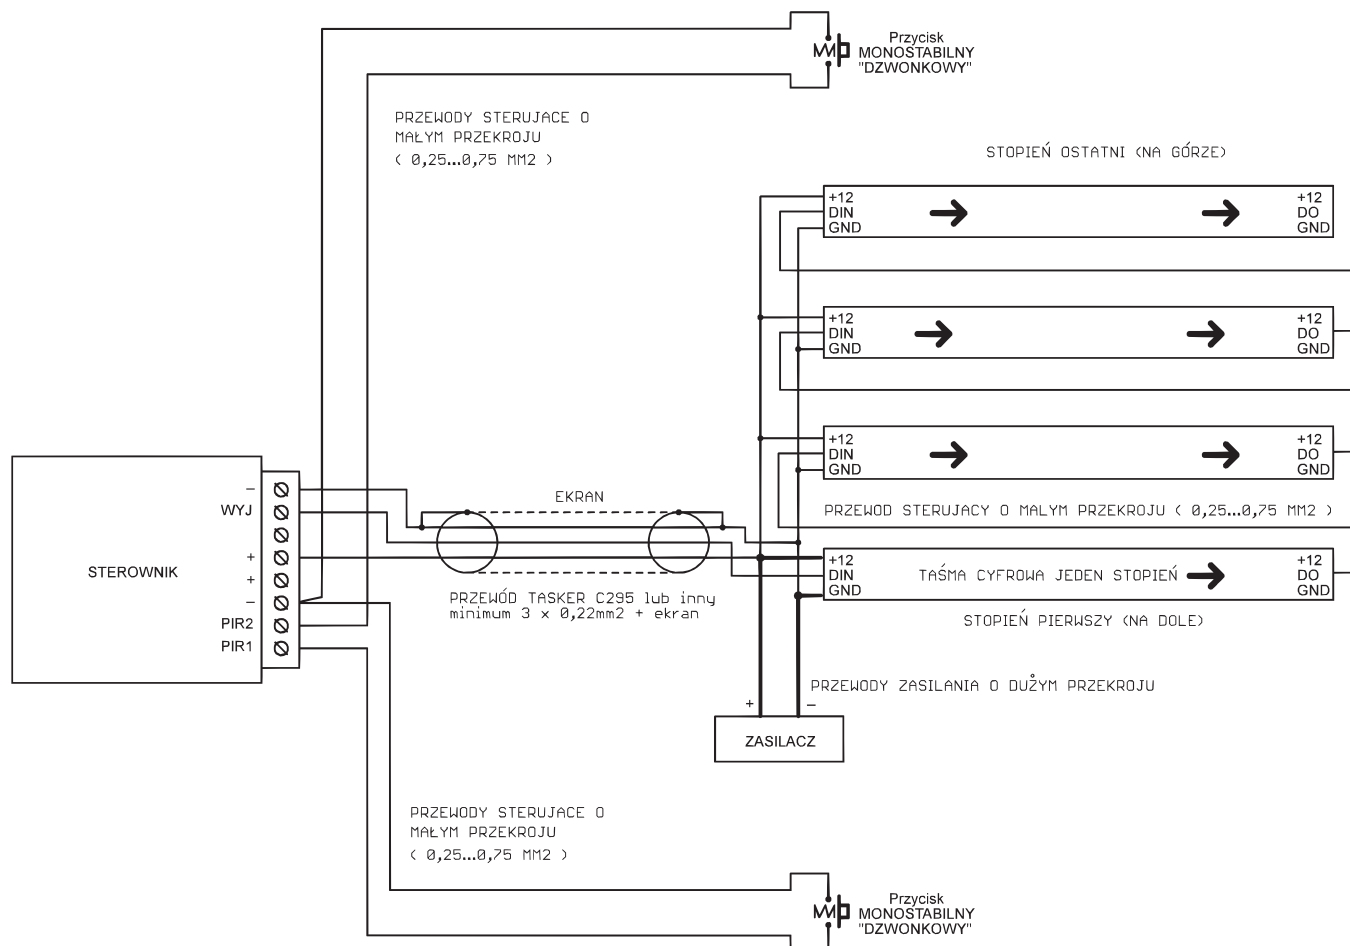 Przycisk
MONOSTABILNY
"DZWONKOWY"
PRZEWODY STERUJACE O
MAŁYM PRZEKROJU
( 0,25...0,75 MM2 )
STOPIEŃ OSTATNI (NA GÓRZE)
+12
DIN
GND
+12
DO
GND
+12
DIN
GND
+12
DO
GND
+12
DIN
GND
+12
DO
GND
PRZEWOD STERUJACY O MALYM PRZEKROJU ( 0,25...0,75 MM2 )
+12
DIN
GND
TAŚMA CYFROWA JEDEN STOPIEŃ
+12
DO
GND
STOPIEŃ PIERWSZY (NA DOLE)
EKRAN
PRZEWÓD TASKER C295 lub inny
minimum 3 x 0,22mm2 + ekran
STEROWNIK
–
WYJ
+
+
–
PIR2
PIR1
PRZEWODY ZASILANIA O DUŻYM PRZEKROJU
+
–
ZASILACZ
PRZEWODY STERUJACE O
MAŁYM PRZEKROJU
( 0,25...0,75 MM2 )
Przycisk
MONOSTABILNY
"DZWONKOWY"